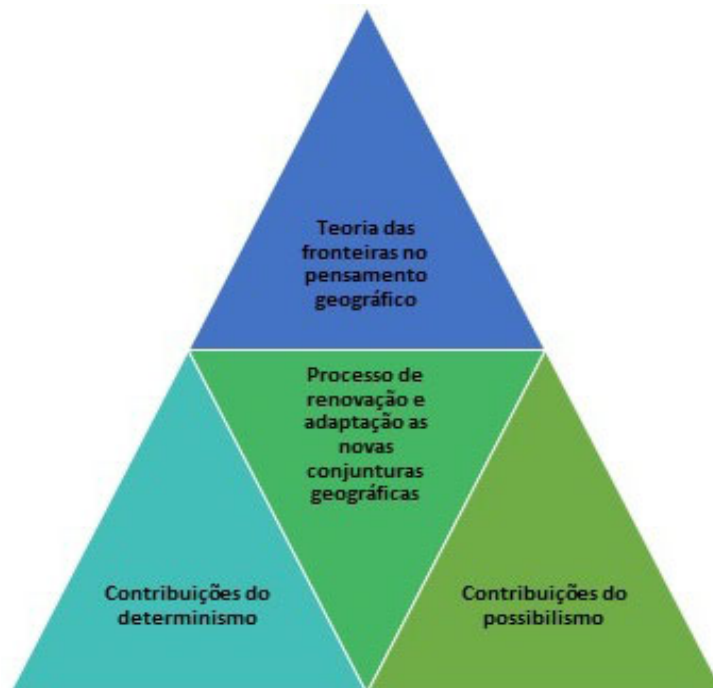 Teoria das
fronteiras no
pensamento
geográfico
Processo de
renovação e
adaptação as
novas
conjunturas
geográficas
Contribuições do
determinismo
Contribuições do
possibilismo